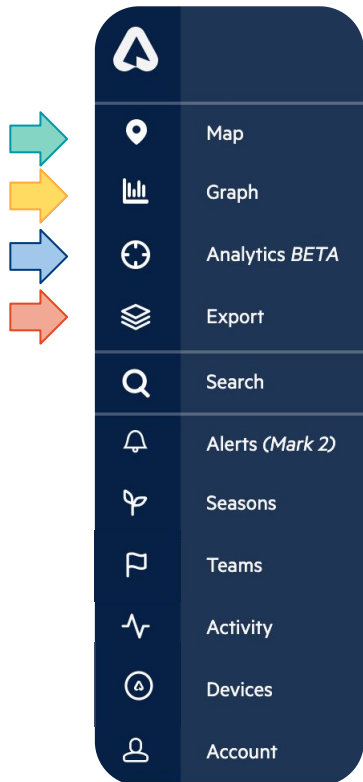 Map
Graph
Analytics BETA
Export
Search
Alerts (Mark 2)
Seasons
Teams
Activity
Devices
Account